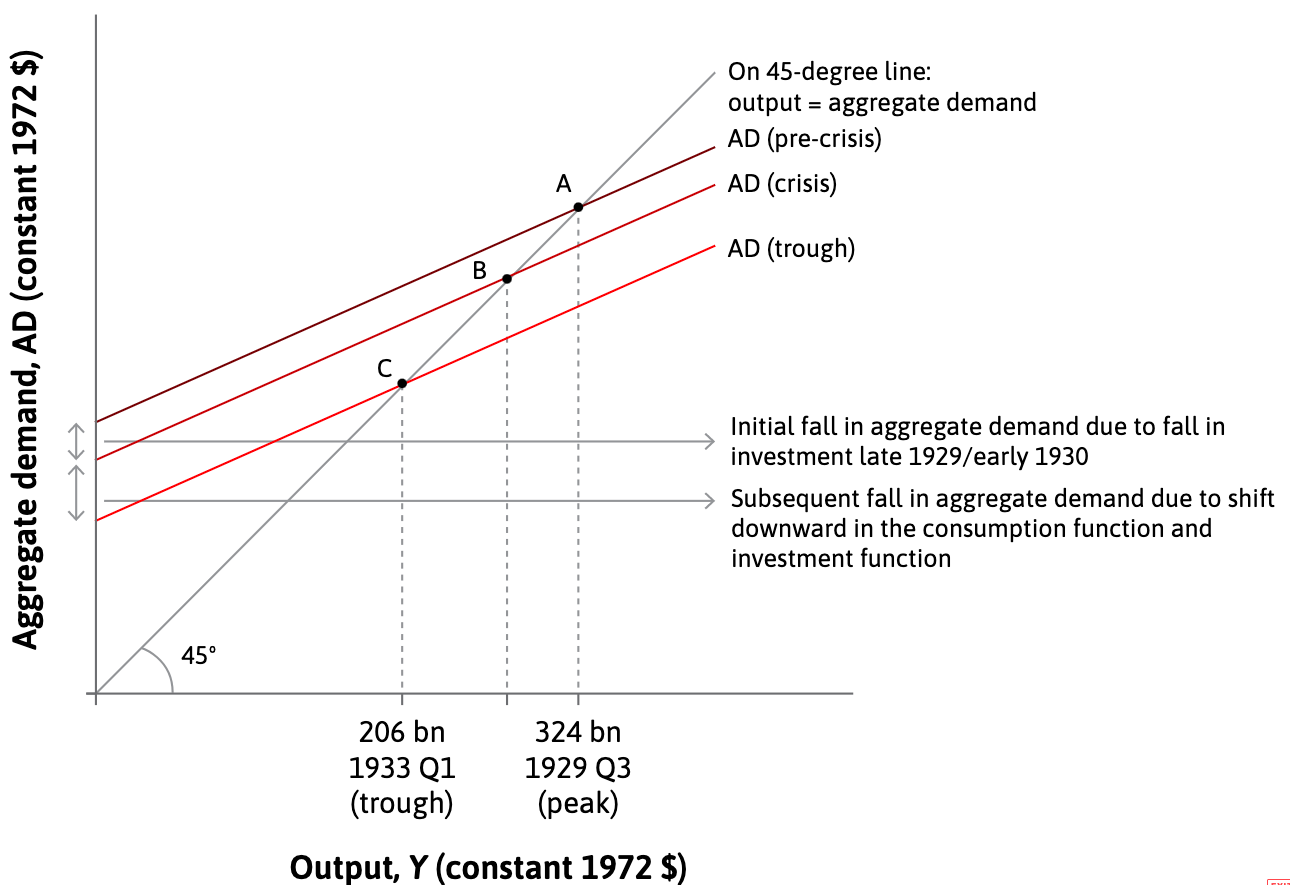 Aggregate demand, AD (constant 1972 $)
On 45-degree line:
output = aggregate demand
AD (pre-crisis)
AD (crisis)
AD (trough)
A
B
C
Initial fall in aggregate demand due to fall in
investment late 1929/early 1930
Subsequent fall in aggregate demand due to shift
downward in the consumption function and
investment function
45°
206 bn
1933 Q1
(trough)
324 bn
1929 Q3
(peak)
Output, Y (constant 1972 $)